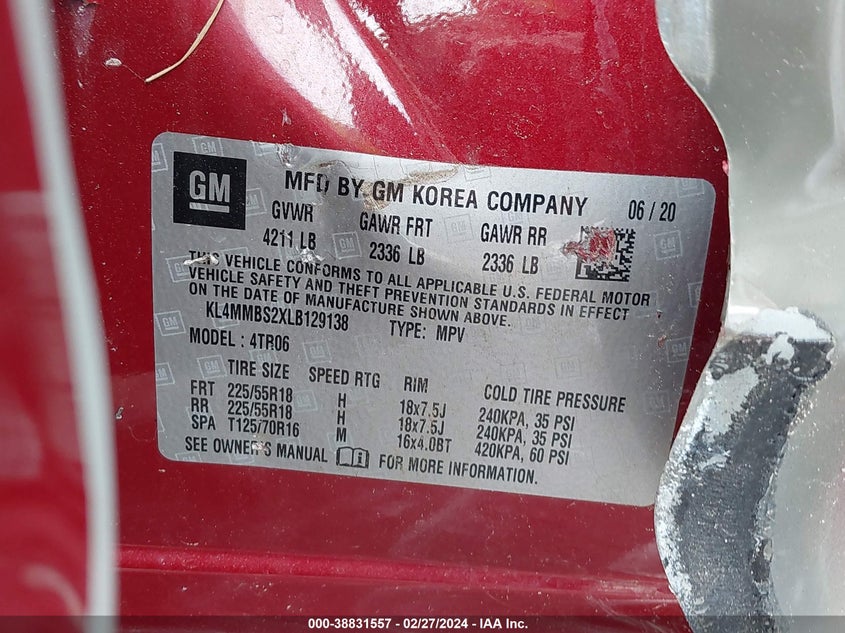 GM
MFD BY GM KOREA COMPANY 06 / 20
GVWR GAWR FRT GAWR RR
4211 LB 2336 LB 2336 LB
THIS VEHICLE CONFORMS TO ALL APPLICABLE U.S. FEDERAL MOTOR
VEHICLE SAFETY AND THEFT PREVENTION STANDARDS IN EFFECT
ON THE DATE OF MANUFACTURE SHOWN ABOVE.
KL4MMBS2XLB129138 TYPE: MPV
MODEL : 4TR06
TIRE SIZE SPEED RTG RIM COLD TIRE PRESSURE
FRT 225/55R18 H 18x7.5J 240KPA, 35 PSI
RR 225/55R18 H 18x7.5J 240KPA, 35 PSI
SPA T125/70R16 M 16x4.0BT 420KPA, 60 PSI
SEE OWNER'S MANUAL FOR MORE INFORMATION.
000-38831557 - 02/27/2024 - IAA Inc.